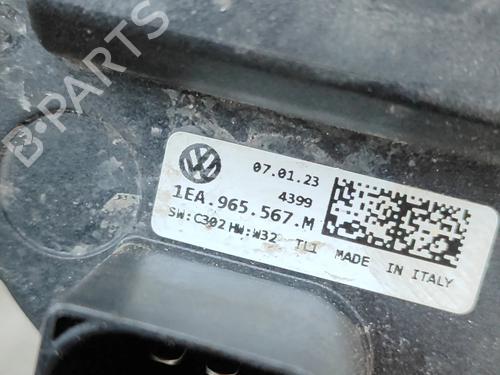 B-PARTS
07.01.23
4399
1EA.965.567.M
SW:C302 HW:W32 TLI MADE IN ITALY